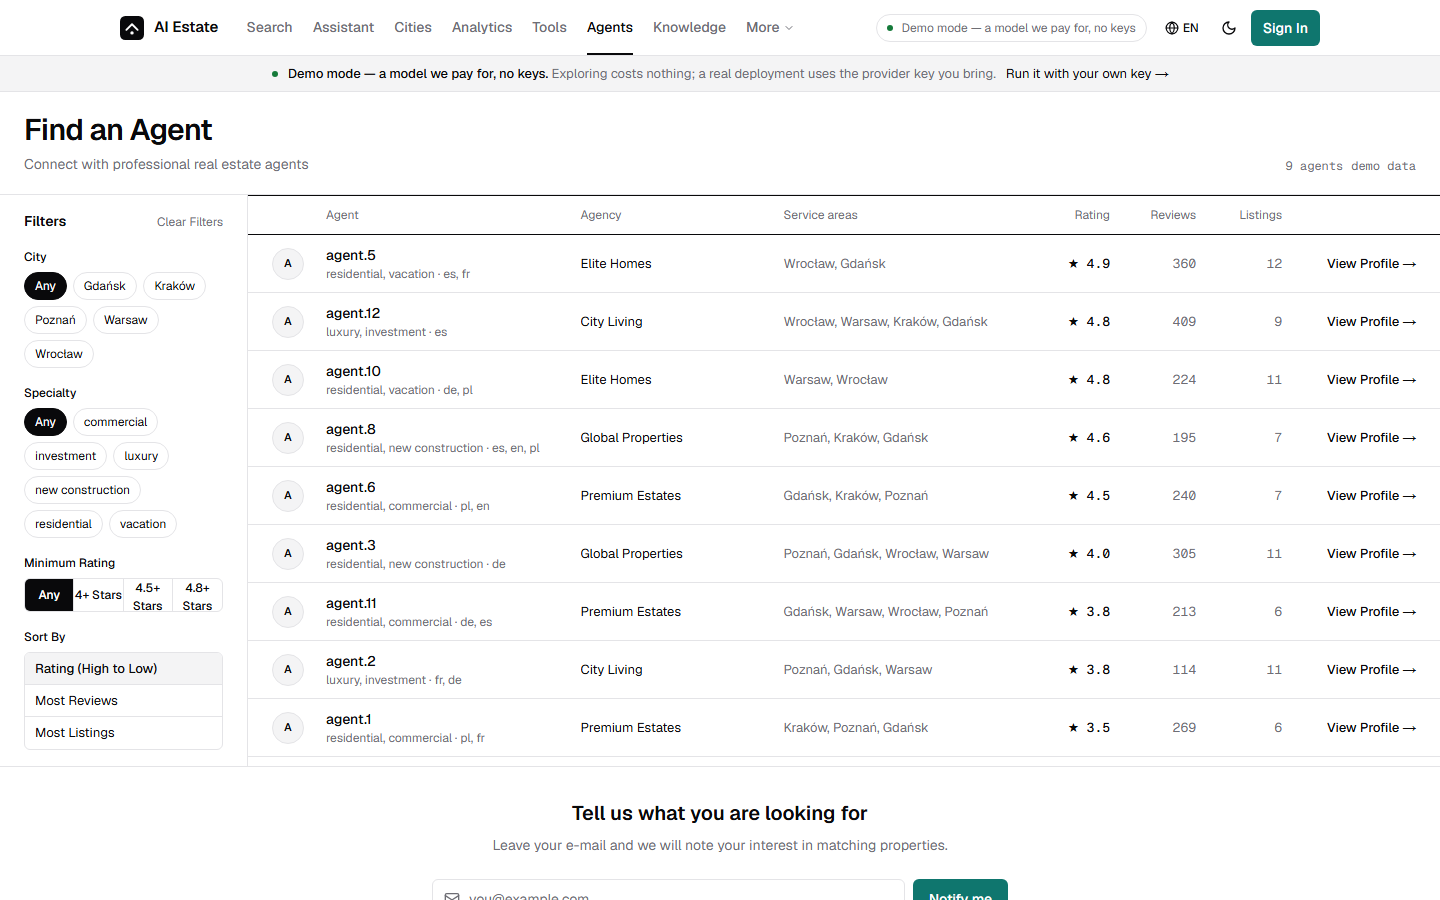 AI Estate Search Assistant Cities Analytics Tools Agents Knowledge More Demo mode — a model we pay for, no keys EN Sign In
Demo mode — a model we pay for, no keys. Exploring costs nothing; a real deployment uses the provider key you bring. Run it with your own key →
Find an Agent
Connect with professional real estate agents
9 agents demo data
Filters Clear Filters
City
Any Gdańsk Kraków
Poznań Warsaw
Wrocław
Specialty
Any commercial
investment luxury
new construction
residential vacation
Minimum Rating
Any 4+ Stars 4.5+ Stars 4.8+ Stars
Sort By
Rating (High to Low)
Most Reviews
Most Listings
Agent Agency Service areas Rating Reviews Listings
A agent.5 Elite Homes Wrocław, Gdańsk ★ 4.9 360 12 View Profile →
residential, vacation · es, fr
A agent.12 City Living Wrocław, Warsaw, Kraków, Gdańsk ★ 4.8 409 9 View Profile →
luxury, investment · es
A agent.10 Elite Homes Warsaw, Wrocław ★ 4.8 224 11 View Profile →
residential, vacation · de, pl
A agent.8 Global Properties Poznań, Kraków, Gdańsk ★ 4.6 195 7 View Profile →
residential, new construction · es, en, pl
A agent.6 Premium Estates Gdańsk, Kraków, Poznań ★ 4.5 240 7 View Profile →
residential, commercial · pl, en
A agent.3 Global Properties Poznań, Gdańsk, Wrocław, Warsaw ★ 4.0 305 11 View Profile →
residential, new construction · de
A agent.11 Premium Estates Gdańsk, Warsaw, Wrocław, Poznań ★ 3.8 213 6 View Profile →
residential, commercial · de, es
A agent.2 City Living Poznań, Gdańsk, Warsaw ★ 3.8 114 11 View Profile →
luxury, investment · fr, de
A agent.1 Premium Estates Kraków, Poznań, Gdańsk ★ 3.5 269 6 View Profile →
residential, commercial · pl, fr
Tell us what you are looking for
Leave your e-mail and we will note your interest in matching properties.
you@example.com Notify me